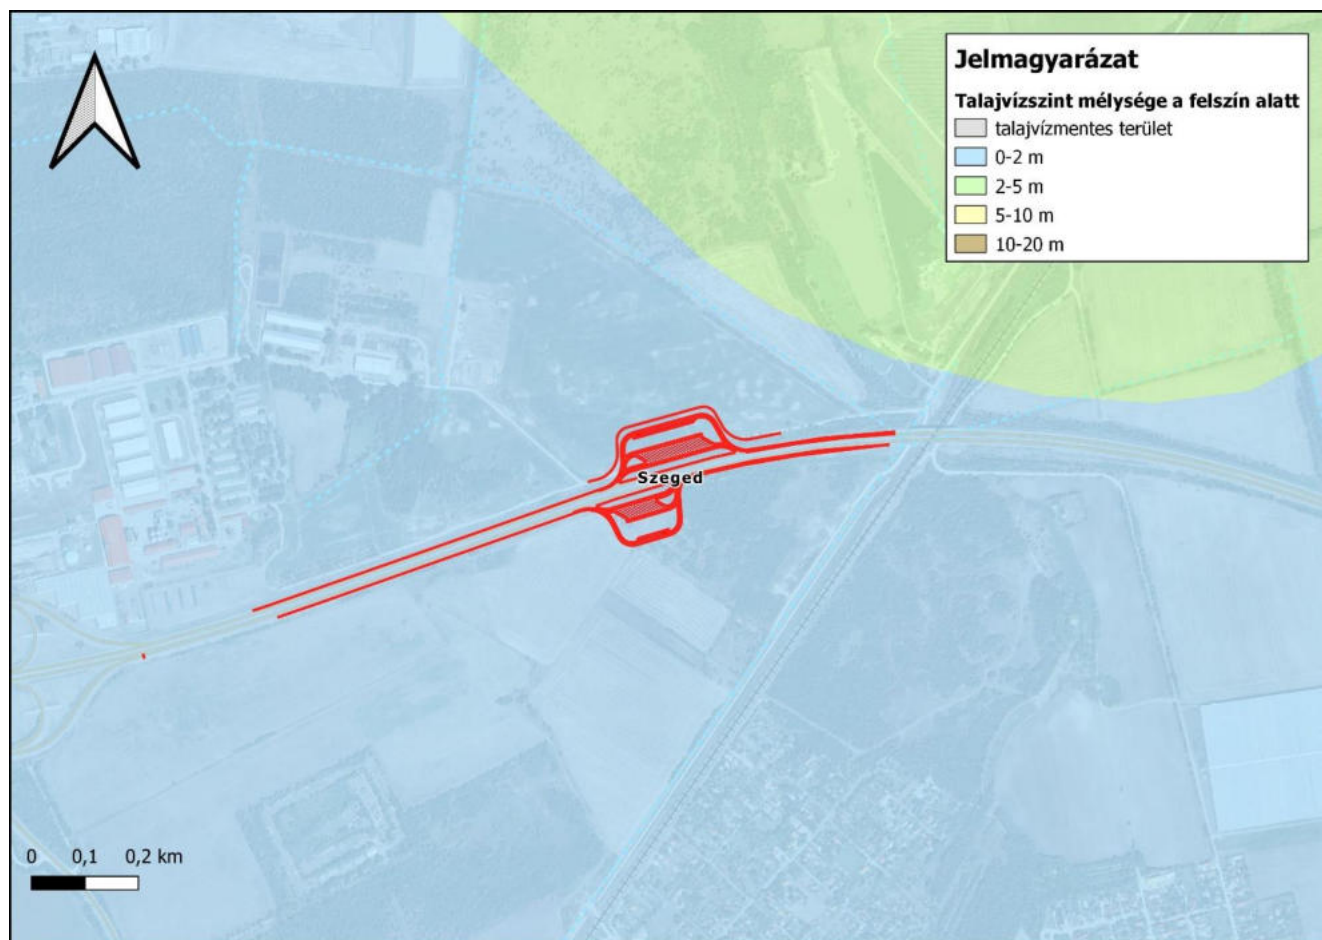 Jelmagyarázat
Talajvízszint mélysége a felszín alatt
talajvízmentes terület
0-2 m
2-5 m
5-10 m
10-20 m
Szeged
0 0,1 0,2 km